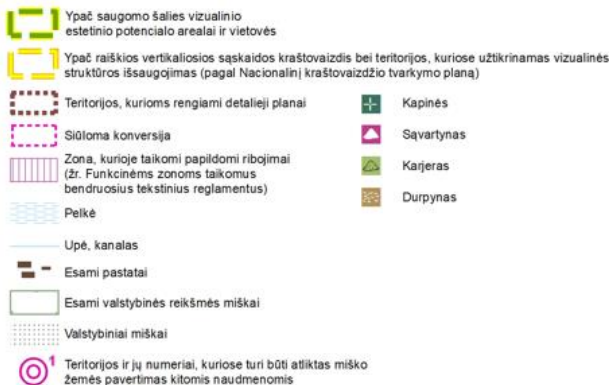 Ypač saugomo šalies vizualinio
estetinio potencialo arealai ir vietovės
Ypač raiškios vertikaliosios sąskaidos kraštovaizdis bei teritorijos, kuriose užtikrinamas vizualinės
struktūros išsaugojimas (pagal Nacionalinį kraštovaizdžio tvarkymo planą)
Teritorijos, kurioms rengiami detalieji planai
Siūloma konversija
Zona, kurioje taikomi papildomi ribojimai
(žr. Funkcinėms zonoms taikomus
bendruosius tekstinius reglamentus)
Pelkė
Upė, kanalas
Esami pastatai
Esami valstybinės reikšmės miškai
Valstybiniai miškai
1
Teritorijos ir jų numeriai, kuriose turi būti atliktas miško
žemės pavertimas kitomis naudmenomis
Kapinės
Sąvartynas
Karjeras
Durpynas